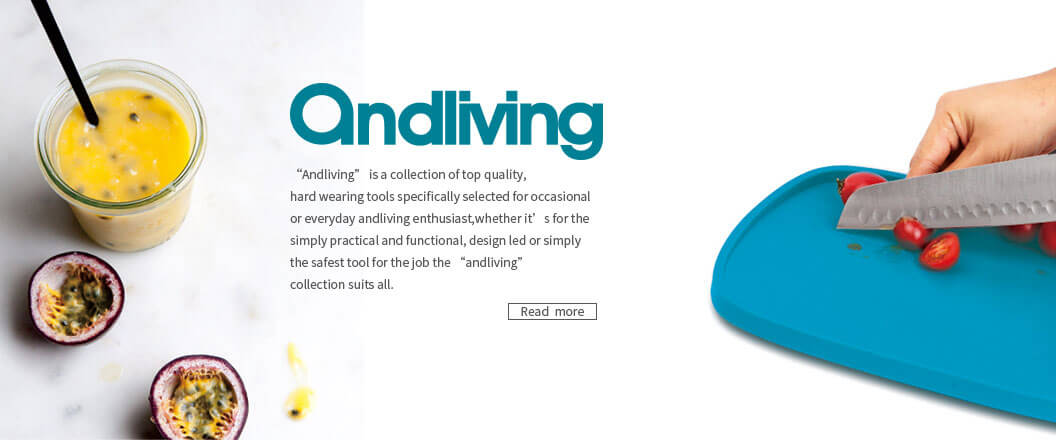 Andliving
“Andliving” is a collection of top quality,
hard wearing tools specifically selected for occasional
or everyday andliving enthusiast,whether it’s for the
simply practical and functional, design led or simply
the safest tool for the job the “andliving”
collection suits all.
Read more